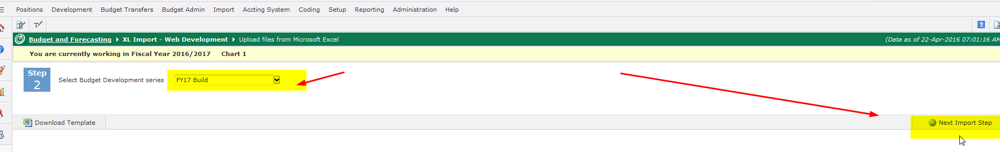 Positions Development Budget Transfers Budget Admin Import Accting System Coding Setup Reporting Administration Help
Budget and Forecasting XL Import - Web Development Upload files from Microsoft Excel (Data as of 22-Apr-2016 07:01:16 AM
You are currently working in Fiscal Year 2016/2017 Chart 1
Step
2
Select Budget Development series FY17 Build
Download Template Next Import Step